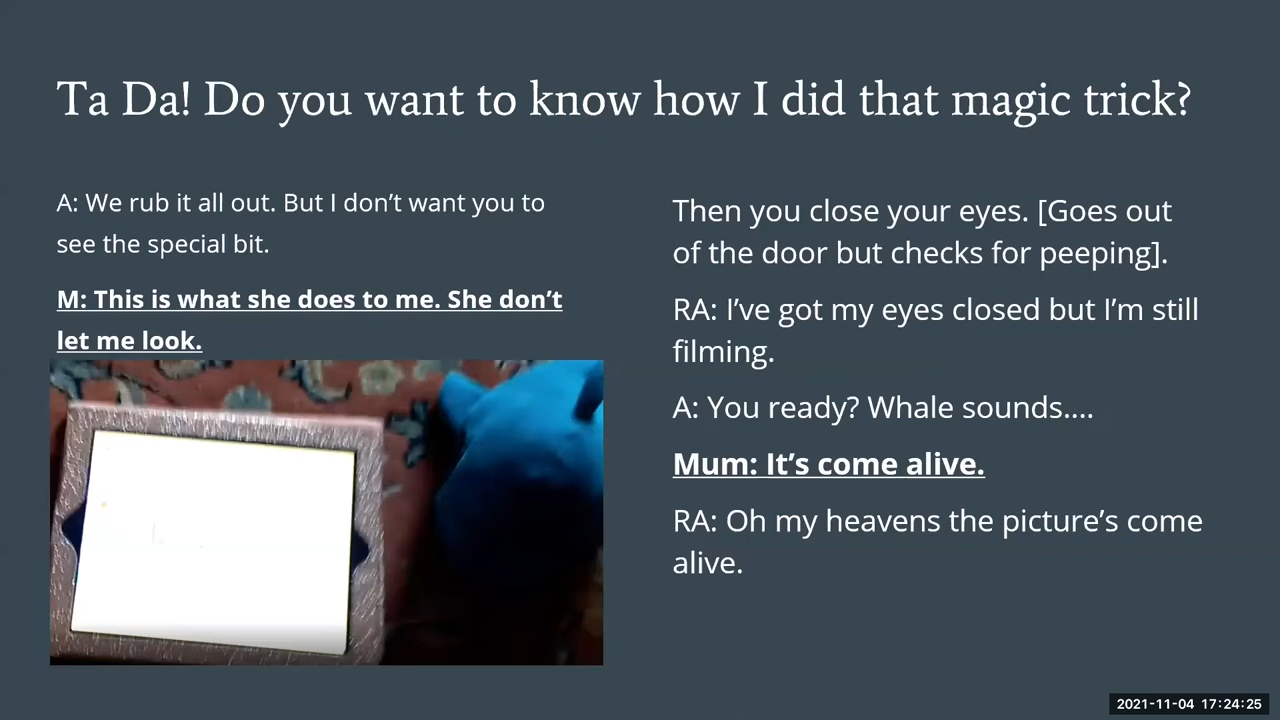 Ta Da! Do you want to know how I did that magic trick?
A: We rub it all out. But I don’t want you to
see the special bit.
M: This is what she does to me. She don’t
let me look.
Then you close your eyes. [Goes out
of the door but checks for peeping].
RA: I’ve got my eyes closed but I’m still
filming.
A: You ready? Whale sounds....
Mum: It’s come alive.
RA: Oh my heavens the picture’s come
alive.
2021-11-04 17:24:25